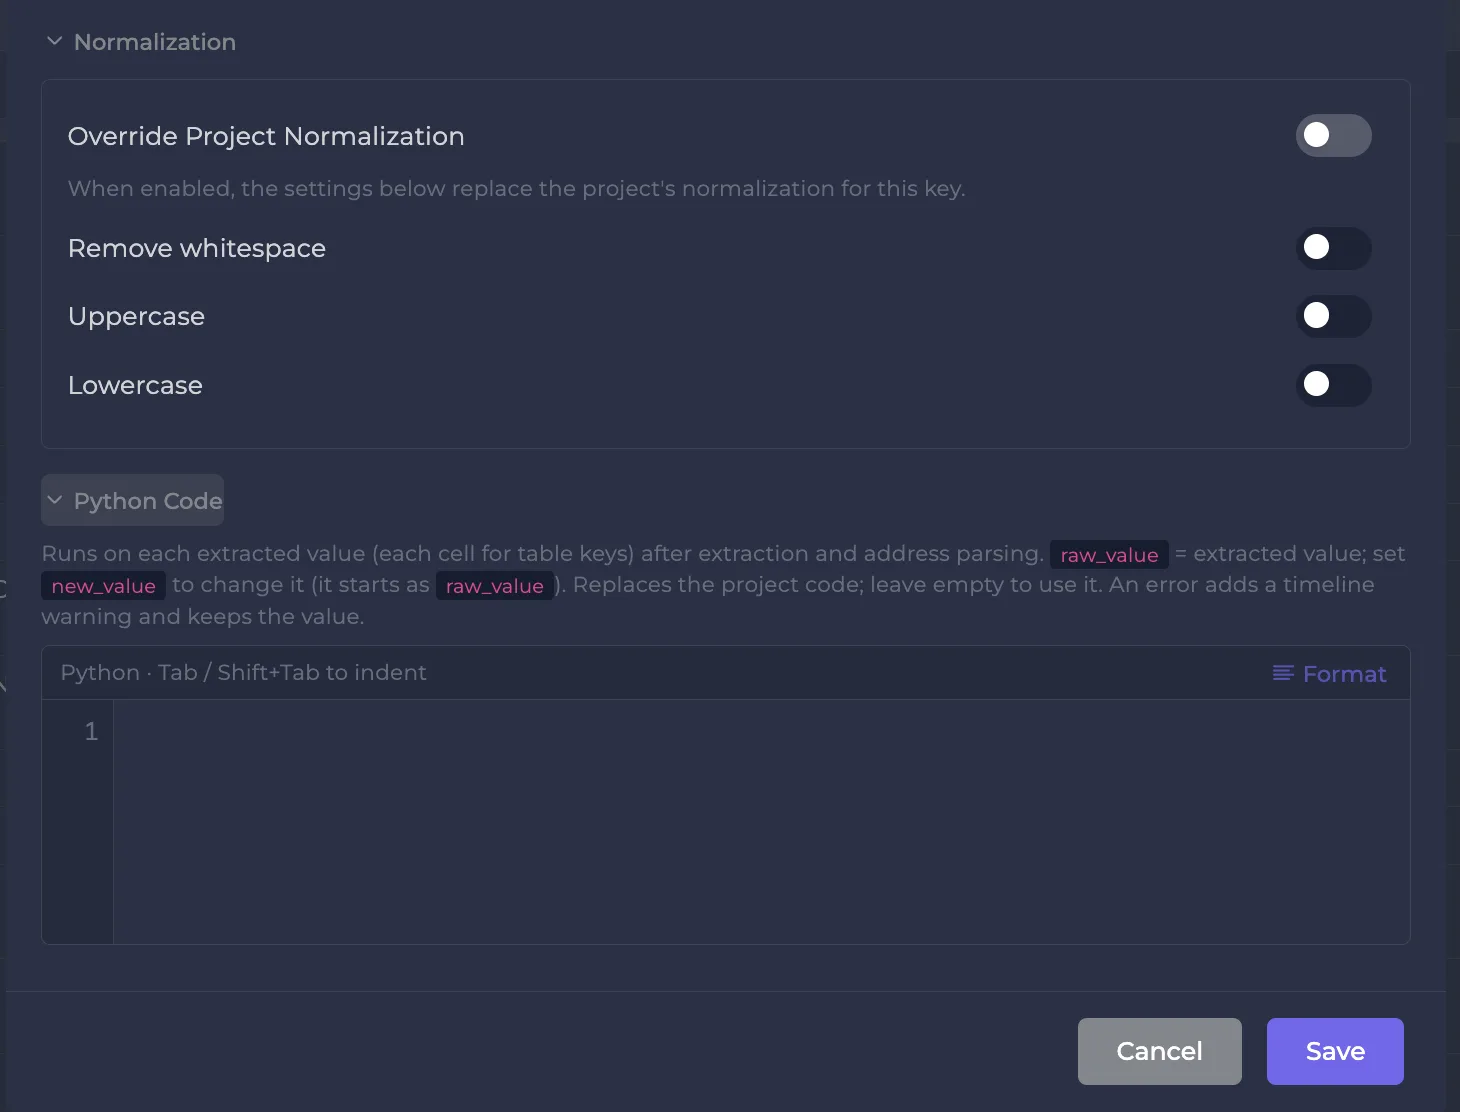 Normalization
Override Project Normalization
When enabled, the settings below replace the project's normalization for this key.
Remove whitespace
Uppercase
Lowercase
Python Code
Runs on each extracted value (each cell for table keys) after extraction and address parsing. raw_value = extracted value; set
new_value to change it (it starts as raw_value). Replaces the project code; leave empty to use it. An error adds a timeline
warning and keeps the value.
Python · Tab / Shift+Tab to indent
Format
1
Cancel
Save